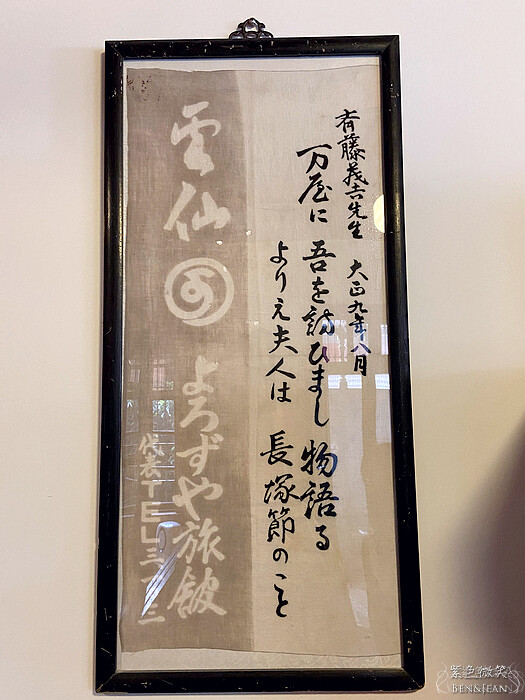 斉藤茂吉先生 大正九年八月
万屋に 吾を訪ひまし 物語る
よりえ夫人は 長塚節のこと
雲仙 よろずや旅館
代表TEL
紫色微笑
BEN&JEAN